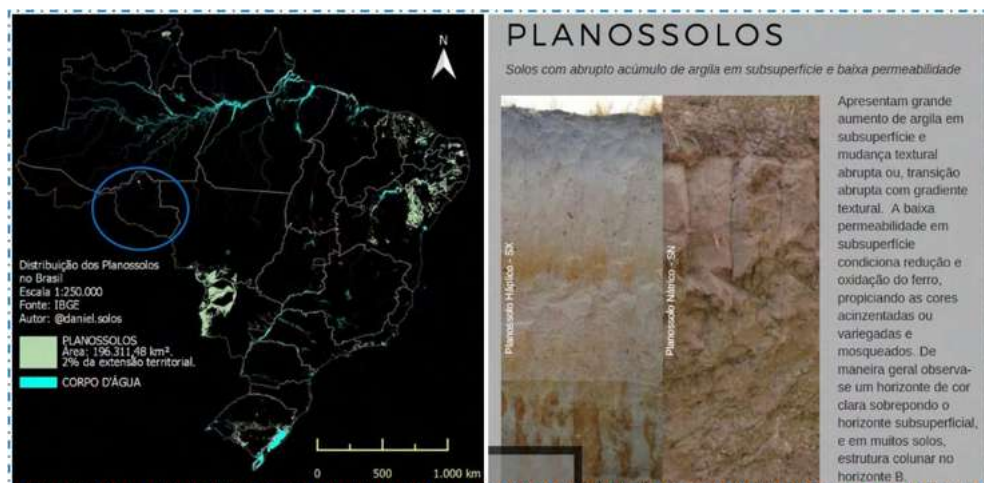 N
Distribuição dos Planossolos
no Brasil
Escala 1:250.000
Fonte: IBGE
Autor: @daniel.solos
PLANOSSOLOS
Área: 196.311,48 km².
2% da extensão territorial.
CORPO D'ÁGUA
0 500 1.000 km
PLANOSSOLOS
Solos com abrupto acúmulo de argila em subsuperfície e baixa permeabilidade
Planossolo Háplico - SX
Planossolo Nátrico - SN
Apresentam grande
aumento de argila em
subsuperfície e
mudança textural
abrupta ou, transição
abrupta com gradiente
textural. A baixa
permeabilidade em
subsuperfície
condiciona redução e
oxidação do ferro,
propiciando as cores
acinzentadas ou
variegadas e
mosqueados. De
maneira geral observa-
se um horizonte de cor
clara sobrepondo o
horizonte subsuperficial,
e em muitos solos,
estrutura colunar no
horizonte B.